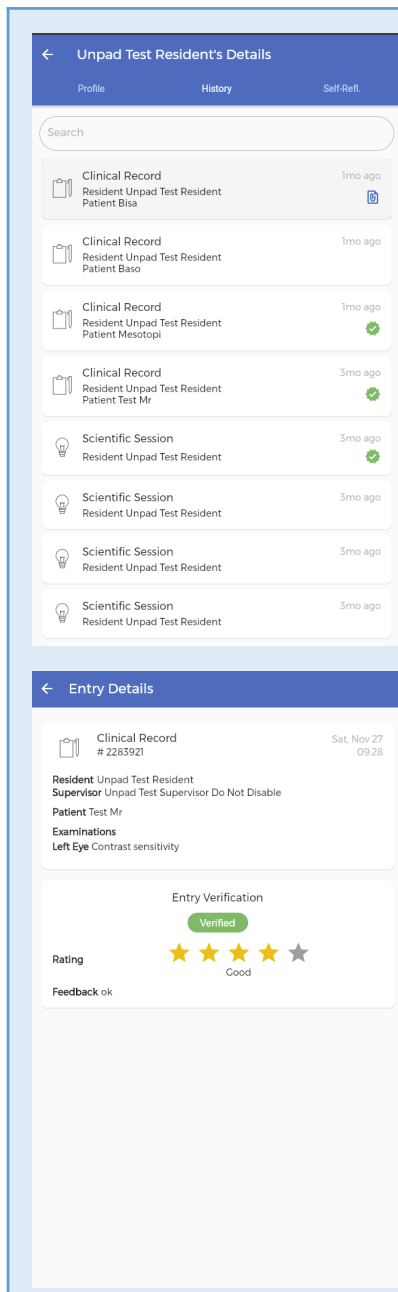 Unpad Test Resident's Details
Profile History Self-Refl.
Search
Clinical Record 1mo ago
Resident Unpad Test Resident
Patient Bisa
Clinical Record 1mo ago
Resident Unpad Test Resident
Patient Baso
Clinical Record 1mo ago
Resident Unpad Test Resident
Patient Mesotopi
Clinical Record 3mo ago
Resident Unpad Test Resident
Patient Test Mr
Scientific Session 3mo ago
Resident Unpad Test Resident
Scientific Session 3mo ago
Resident Unpad Test Resident
Scientific Session 3mo ago
Resident Unpad Test Resident
Scientific Session 3mo ago
Resident Unpad Test Resident
Entry Details
Clinical Record Sat, Nov 27
# 2283921 09:28
Resident Unpad Test Resident
Supervisor Unpad Test Supervisor Do Not Disable
Patient Test Mr
Examinations
Left Eye Contrast sensitivity
Entry Verification
Verified
Rating
Good
Feedback ok